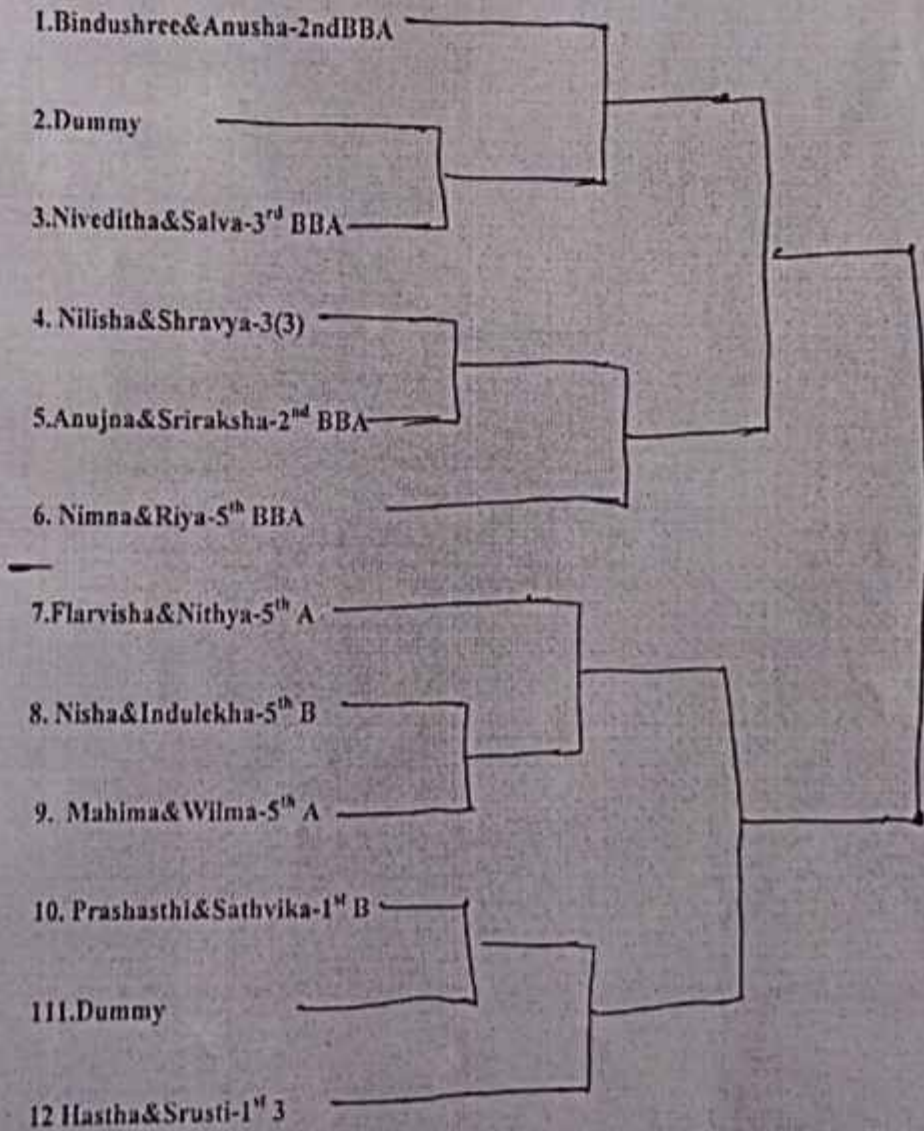 1.Bindushree&Anusha-2ndBBA
2.Dummy
3.Niveditha&Salva-3rd BBA
4. Nilisha&Shravya-3(3)
5.Anujna&Sriraksha-2nd BBA
6. Nimna&Riya-5th BBA
7.Flarvisha&Nithya-5th A
8. Nisha&Indulekha-5th B
9. Mahima&Wilma-5th A
10. Prashasthi&Sathvika-1st B
111.Dummy
12 Hastha&Srusti-1st 3